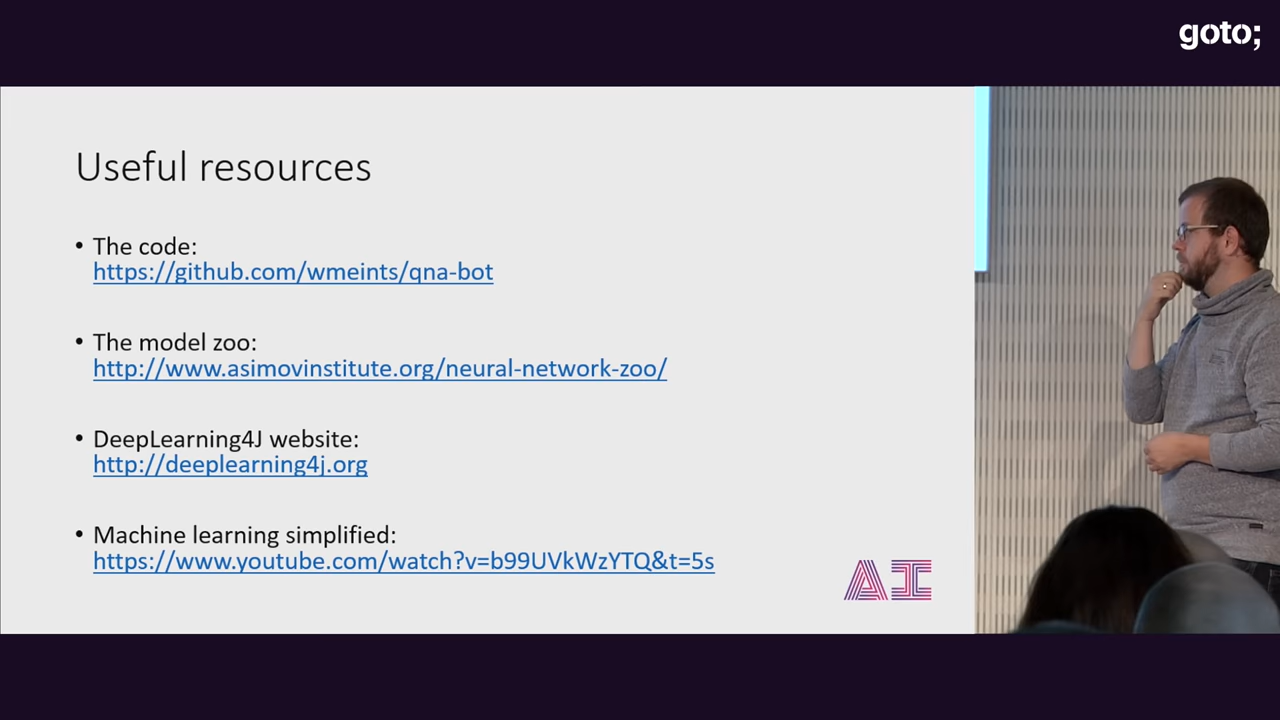 goto;
Useful resources
• The code:
https://github.com/wmeints/qna-bot
• The model zoo:
http://www.asimovinstitute.org/neural-network-zoo/
• DeepLearning4J website:
http://deeplearning4j.org
• Machine learning simplified:
https://www.youtube.com/watch?v=b99UVkWzYTQ&t=5s
AI